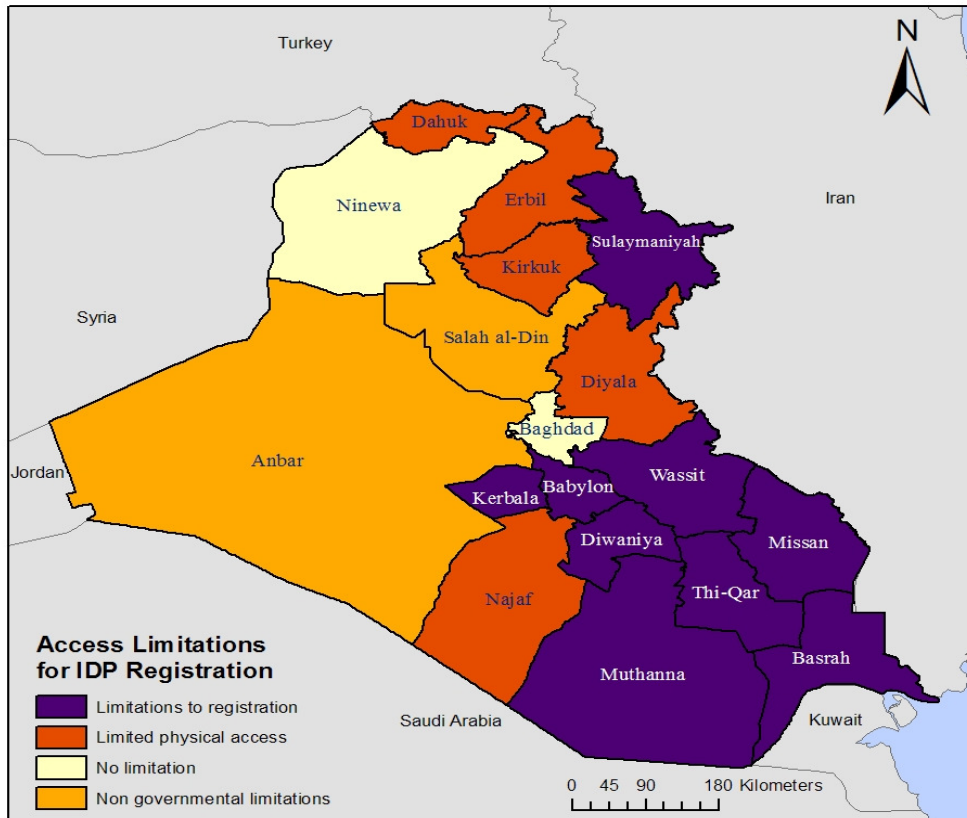 N
Turkey
Dahuk
Ninewa
Erbil
Iran
Sulaymaniyah
Kirkuk
Syria
Salah al-Din
Diyala
Baghdad
Anbar
Jordan
Wassit
Babylon
Kerbala
Diwaniya
Missan
Thi-Qar
Najaf
Basrah
Muthanna
Saudi Arabia
Kuwait
Access Limitations
for IDP Registration
Limitations to registration
Limited physical access
No limitation
Non governmental limitations
0 45 90 180 Kilometers